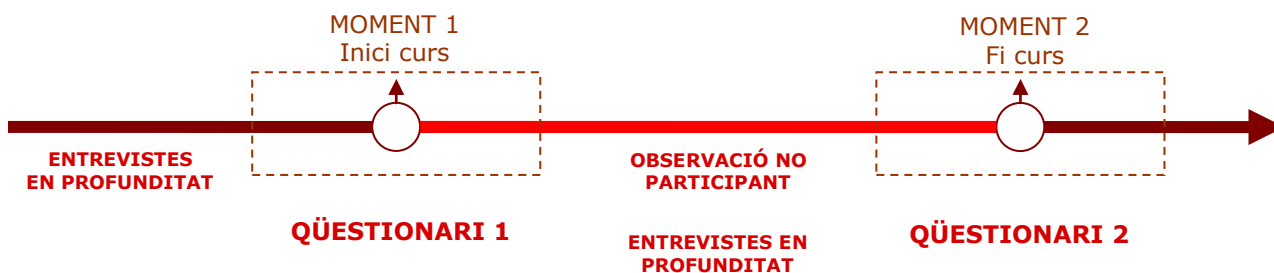 MOMENT 1
Inici curs
MOMENT 2
Fi curs
ENTREVISTES
EN PROFUNDITAT
OBSERVACIÓ NO
PARTICIPANT
QÜESTIONARI 1
QÜESTIONARI 2
ENTREVISTES EN
PROFUNDITAT